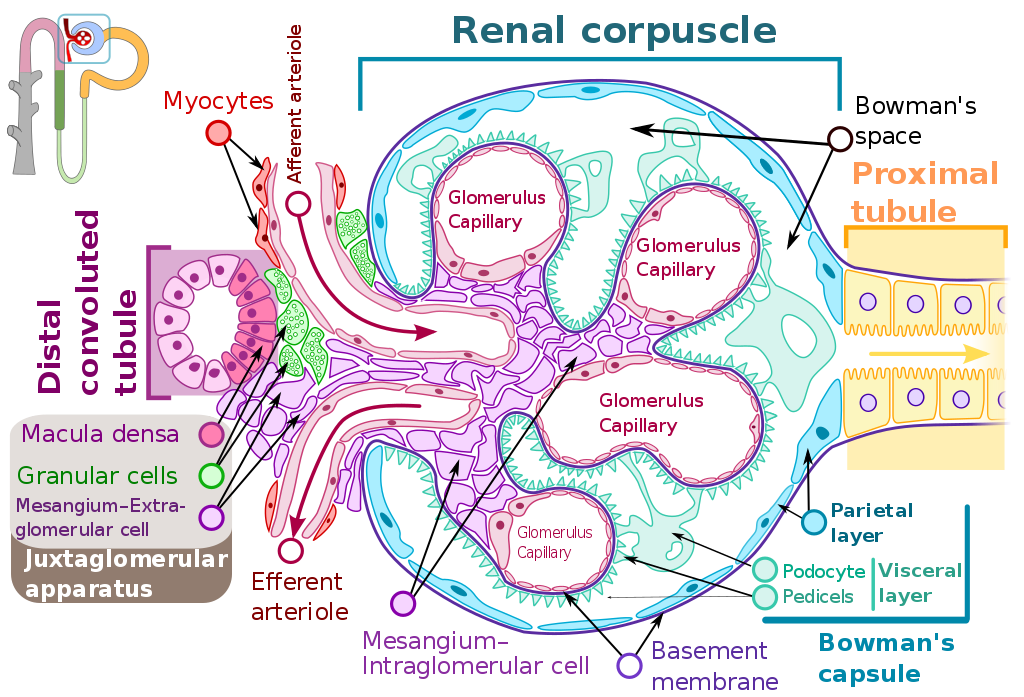 Renal corpuscle
Myocytes
Afferent arteriole
Bowman's
space
Proximal
tubule
Glomerulus
Capillary
Glomerulus
Capillary
Glomerulus
Capillary
Glomerulus
Capillary
Distal
convoluted
tubule
Macula densa
Granular cells
Mesangium–Extra-
glomerular cell
Juxtaglomerular
apparatus
Efferent
arteriole
Mesangium–
Intraglomerular cell
Basement
membrane
Parietal
layer
Podocyte
Pedicels
Visceral
layer
Bowman's
capsule